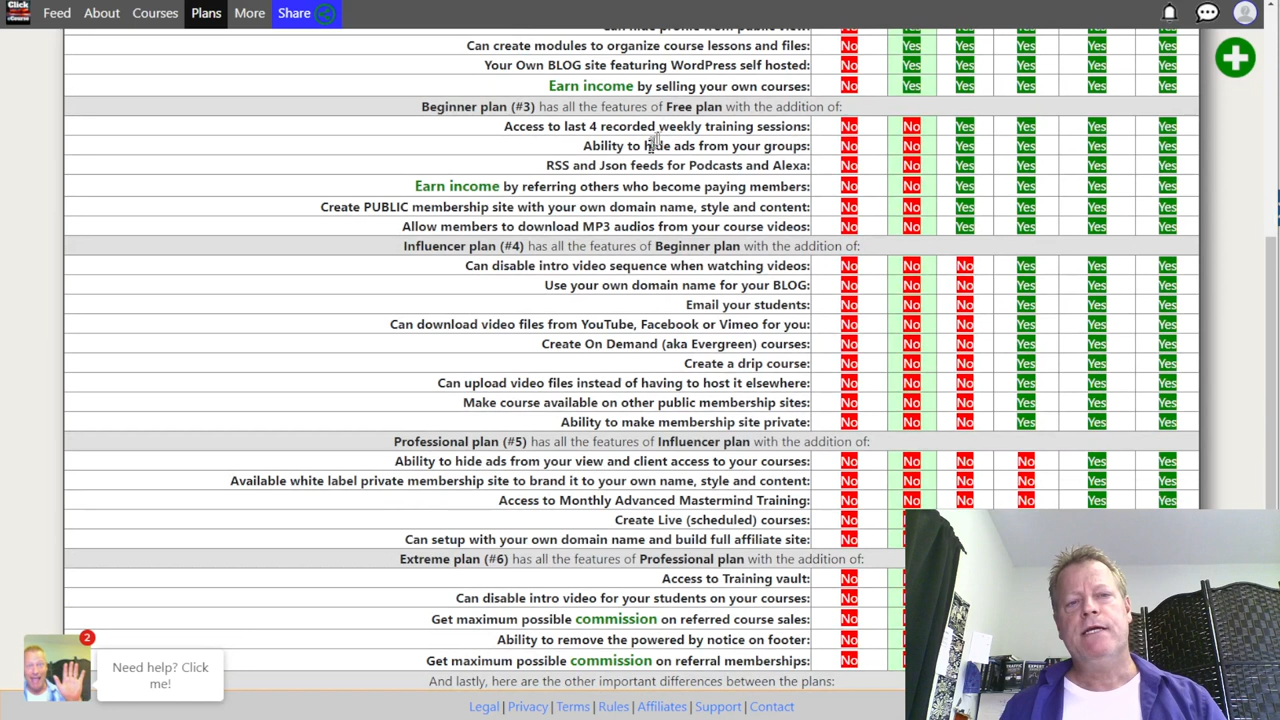 Click
eCourse
Feed About Courses Plans More Share
Can create modules to organize course lessons and files: No Yes Yes Yes Yes Yes
Your Own BLOG site featuring WordPress self hosted: No Yes Yes Yes Yes Yes
Earn income by selling your own courses: No Yes Yes Yes Yes Yes
Beginner plan (#3) has all the features of Free plan with the addition of:
Access to last 4 recorded weekly training sessions: No No Yes Yes Yes Yes
Ability to hide ads from your groups: No No Yes Yes Yes Yes
RSS and Json feeds for Podcasts and Alexa: No No Yes Yes Yes Yes
Earn income by referring others who become paying members: No No Yes Yes Yes Yes
Create PUBLIC membership site with your own domain name, style and content: No No Yes Yes Yes Yes
Allow members to download MP3 audios from your course videos: No No Yes Yes Yes Yes
Influencer plan (#4) has all the features of Beginner plan with the addition of:
Can disable intro video sequence when watching videos: No No No Yes Yes Yes
Use your own domain name for your BLOG: No No No Yes Yes Yes
Email your students: No No No Yes Yes Yes
Can download video files from YouTube, Facebook or Vimeo for you: No No No Yes Yes Yes
Create On Demand (aka Evergreen) courses: No No No Yes Yes Yes
Create a drip course: No No No Yes Yes Yes
Can upload video files instead of having to host it elsewhere: No No No Yes Yes Yes
Make course available on other public membership sites: No No No Yes Yes Yes
Ability to make membership site private: No No No Yes Yes Yes
Professional plan (#5) has all the features of Influencer plan with the addition of:
Ability to hide ads from your view and client access to your courses: No No No No Yes Yes
Available white label private membership site to brand it to your own name, style and content: No No No No Yes Yes
Access to Monthly Advanced Mastermind Training: No No No No Yes Yes
Create Live (scheduled) courses: No
Can setup with your own domain name and build full affiliate site: No
Extreme plan (#6) has all the features of Professional plan with the addition of:
Access to Training vault: No
Can disable intro video for your students on your courses: No
Get maximum possible commission on referred course sales: No
Ability to remove the powered by notice on footer: No
Get maximum possible commission on referral memberships: No
And lastly, here are the other important differences between the plans:
2
Need help? Click
me!
Legal | Privacy | Terms | Rules | Affiliates | Support | Contact